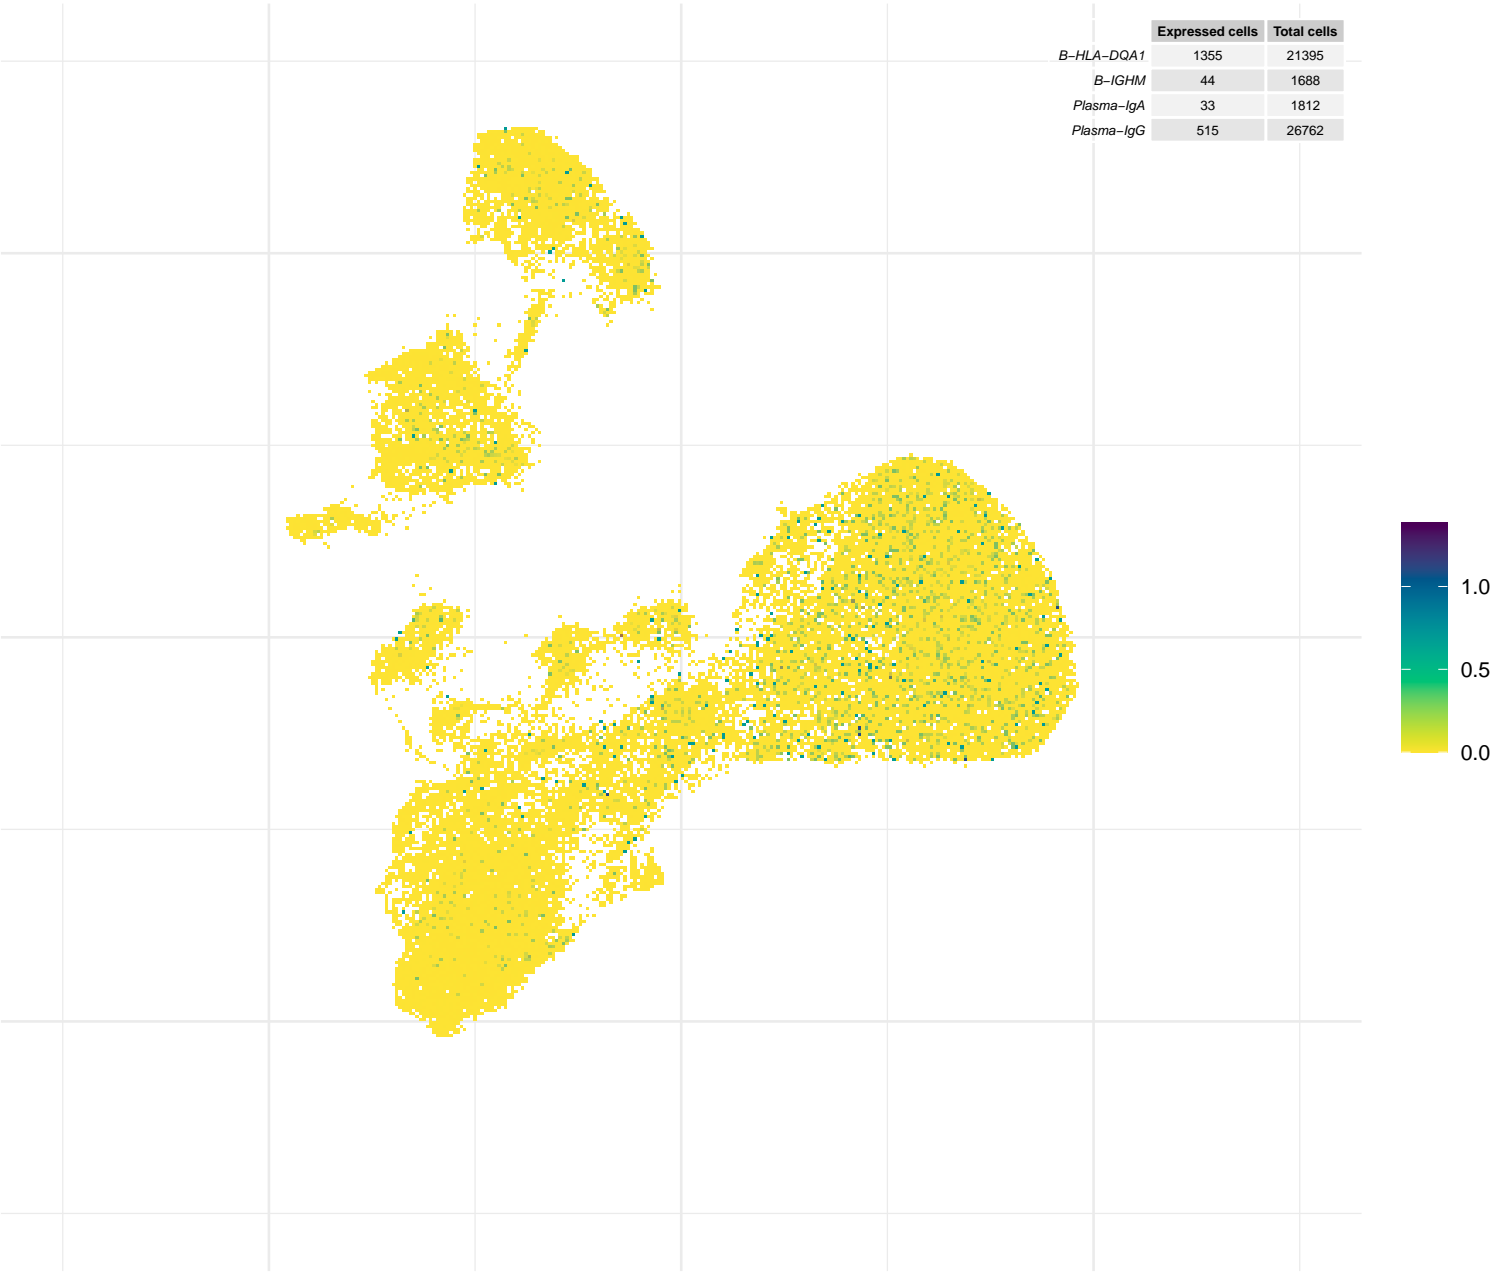 Expressed cells Total cells
B−HLA−DQA1 1355 21395
B−IGHM 44 1688
Plasma−IgA 33 1812
Plasma−IgG 515 26762
1.0
0.5
0.0